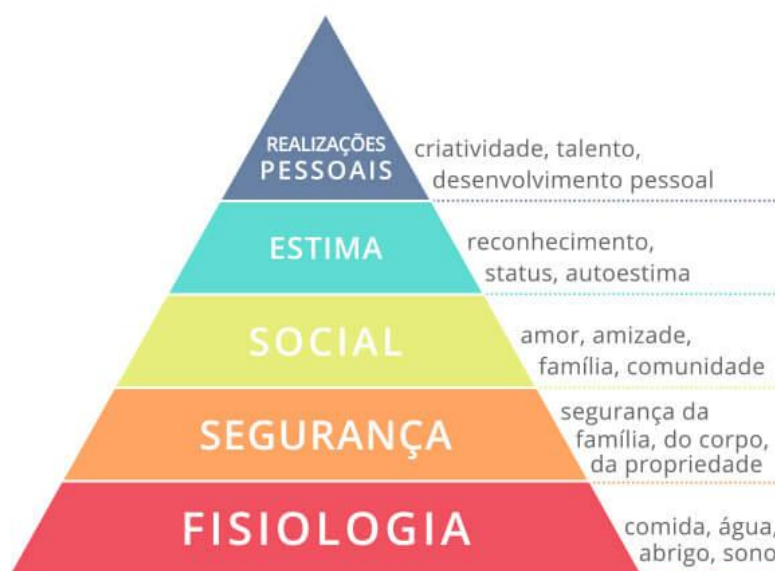 REALIZAÇÕES
PESSOAIS
criatividade, talento,
desenvolvimento pessoal
ESTIMA
reconhecimento,
status, autoestima
SOCIAL
amor, amizade,
família, comunidade
SEGURANÇA
segurança da
família, do corpo,
da propriedade
FISIOLOGIA
comida, água,
abrigo, sono